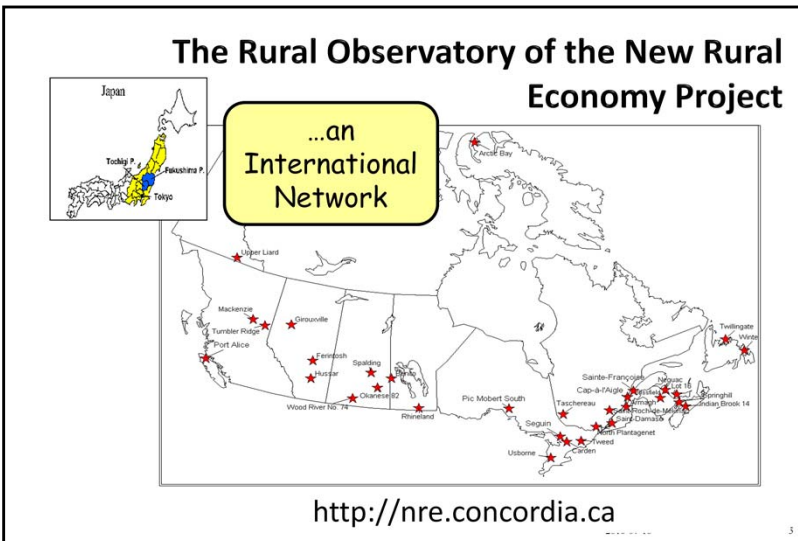 The Rural Observatory of the New Rural
Economy Project
Japan
Tochigi P.
Fukushima P.
Tokyo
...an
International
Network
Arctic Bay
Upper Liard
Mackenzie
Tumbler Ridge
Port Alice
Girouxville
Ferintosh
Hussar
Spalding
Okanese 82
Wood River No. 74
Rhineland
Pic Mobert South
Taschereau
Seguin
Usborne
Carden
Tweed
North Plantagenet
Sainte-Françoise
Cap-à-l'Aigle
Armagh
Saint-Damase
Neguac
Lot 16
Springhill
Indian Brook 14
Twillingate
Winte
http://nre.concordia.ca